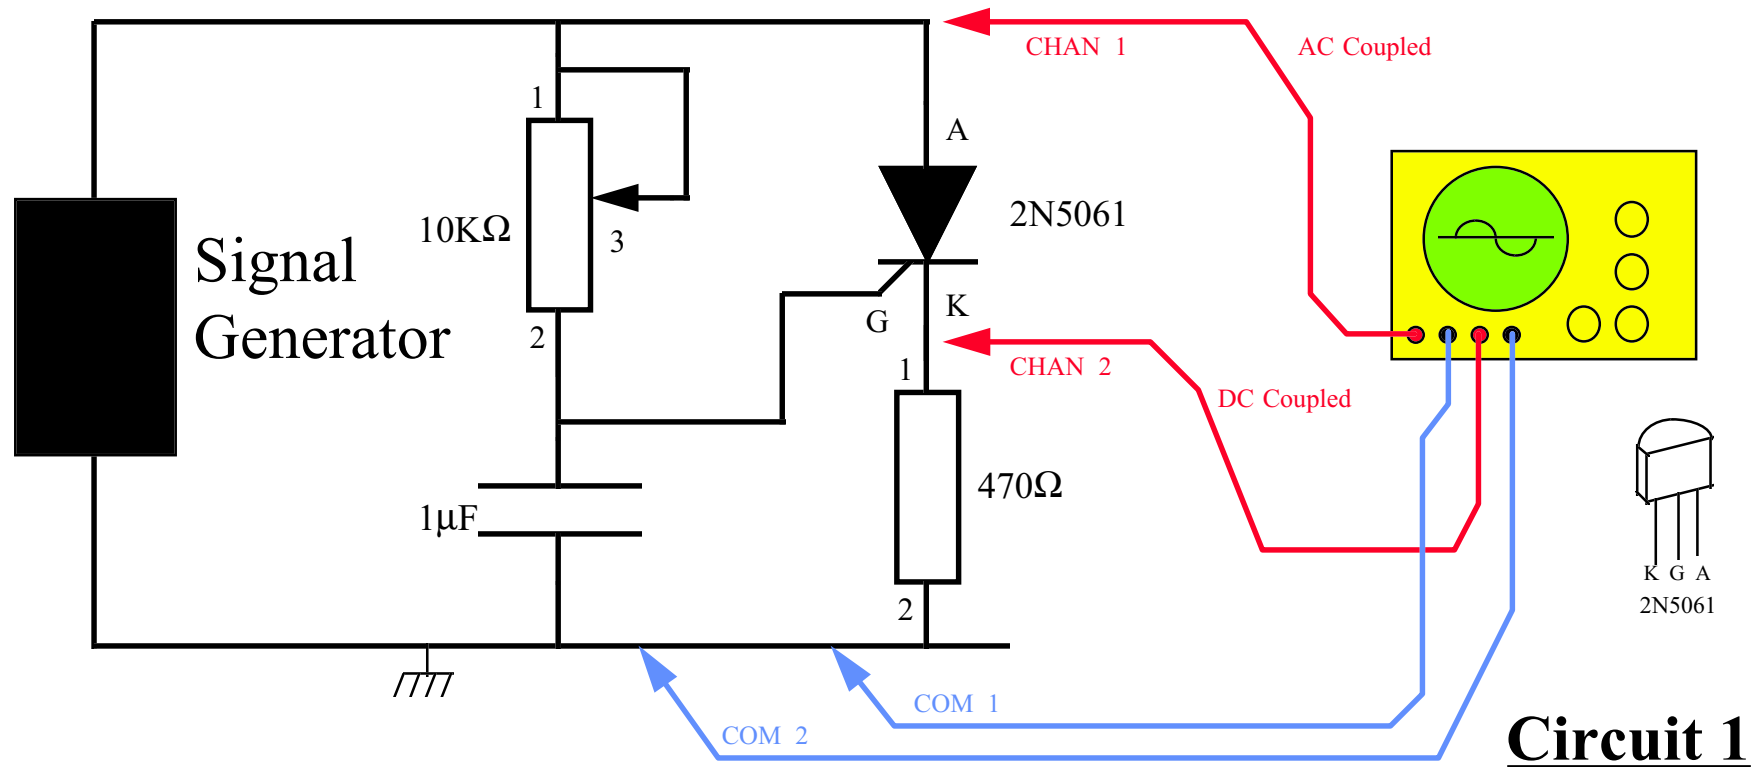 CHAN 1
AC Coupled
1
A
10KΩ
3
2N5061
Signal
Generator
2
G
K
CHAN 2
1
DC Coupled
1μF
470Ω
2
K G A
2N5061
COM 1
COM 2
Circuit 1